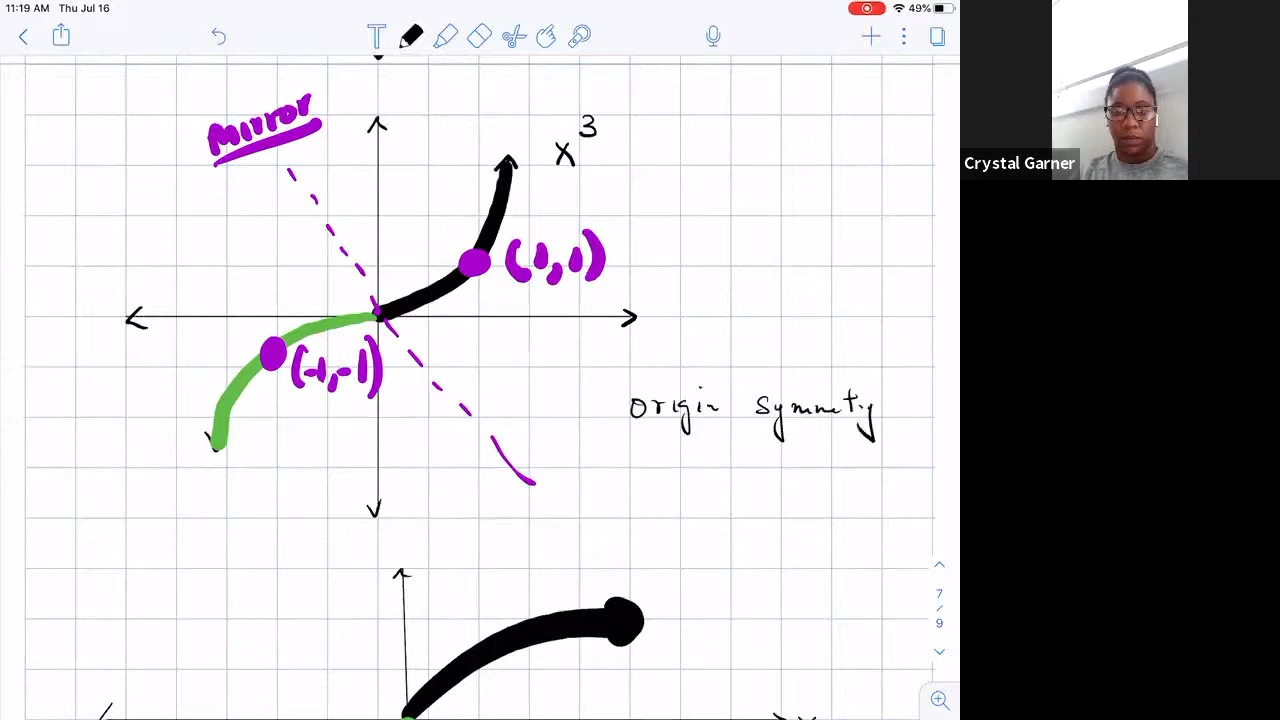 11:19 AM Thu Jul 16
49%
T
Mirror
x³
(1,1)
(-1,-1)
Origin Symmetry
7
/
9
Crystal Garner